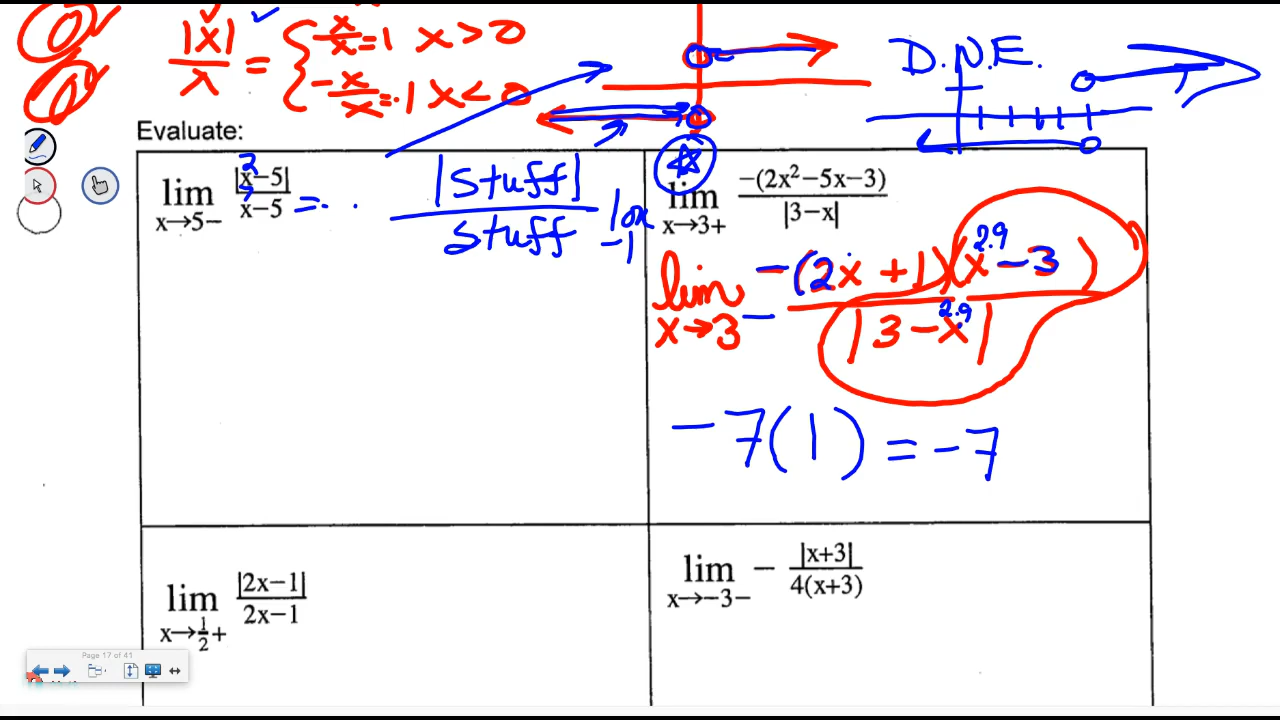 |x|/x = { x/x = 1 x > 0
-x/x = -1 x < 0
D.N.E.
Evaluate:
lim x→5− |x−5|/x−5 = . .
|Stuff|/Stuff 1 or −1
lim x→3+ −(2x²−5x−3)/|3−x|
lim x→3 − −(2x + 1)(x − 3)/|3 − x|
2.9
2.9
−7(1) = −7
lim x→1/2+ |2x−1|/2x−1
lim x→−3− − |x+3|/4(x+3)
Page 17 of 41